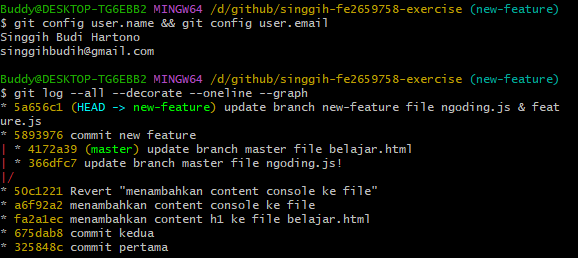 Buddy@DESKTOP-TG6EBB2 MINGW64 /d/github/singgih-fe2659758-exercise (new-feature)
$ git config user.name && git config user.email
Singgih Budi Hartono
singgihbudih@gmail.com

Buddy@DESKTOP-TG6EBB2 MINGW64 /d/github/singgih-fe2659758-exercise (new-feature)
$ git log --all --decorate --oneline --graph
* 5a656c1 (HEAD -> new-feature) update branch new-feature file ngoding.js & feat
ure.js
* 5893976 commit new feature
| * 4172a39 (master) update branch master file belajar.html
| * 366dfc7 update branch master file ngoding.js!
|/
* 50c1221 Revert "menambahkan content console ke file"
* a6f92a2 menambahkan content console ke file
* fa2a1ec menambahkan content h1 ke file belajar.html
* 675dab8 commit kedua
* 325848c commit pertama